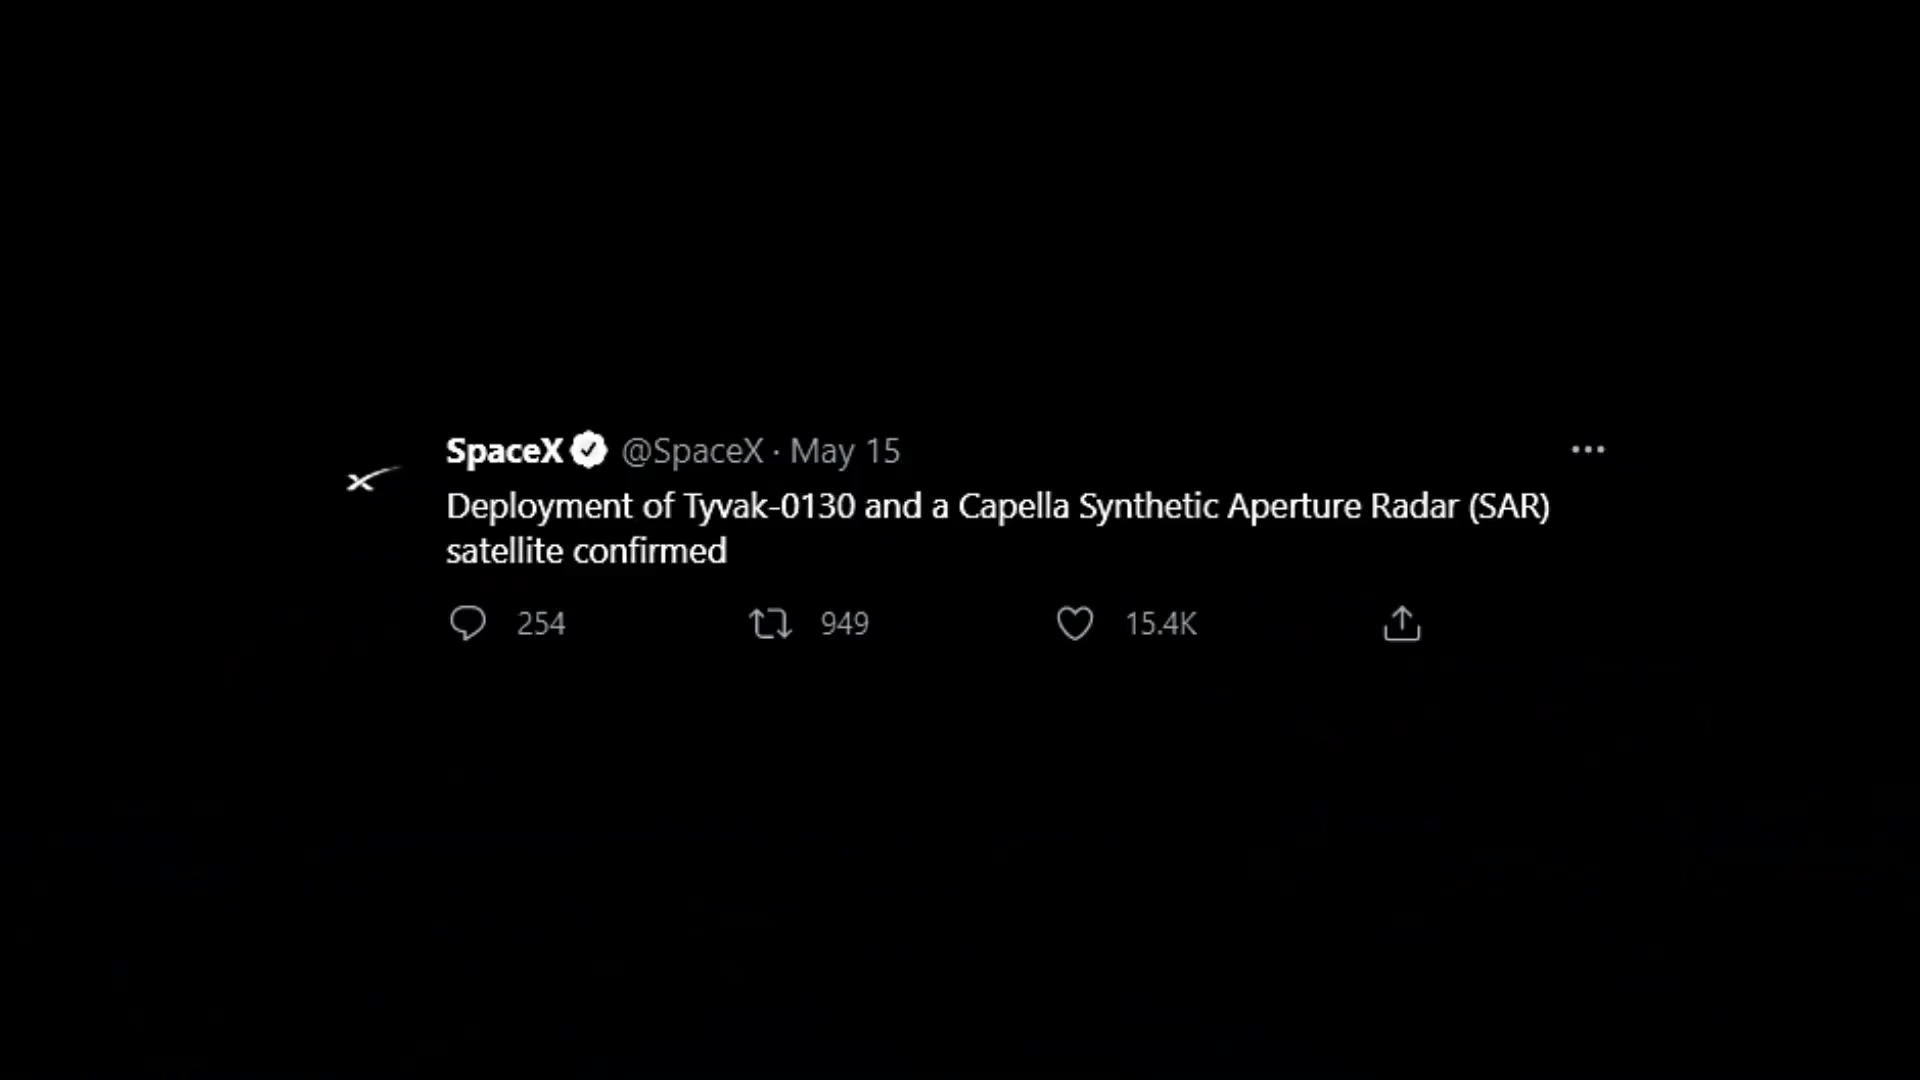 SpaceX @SpaceX · May 15
Deployment of Tyvak-0130 and a Capella Synthetic Aperture Radar (SAR)
satellite confirmed
254 949 15.4K